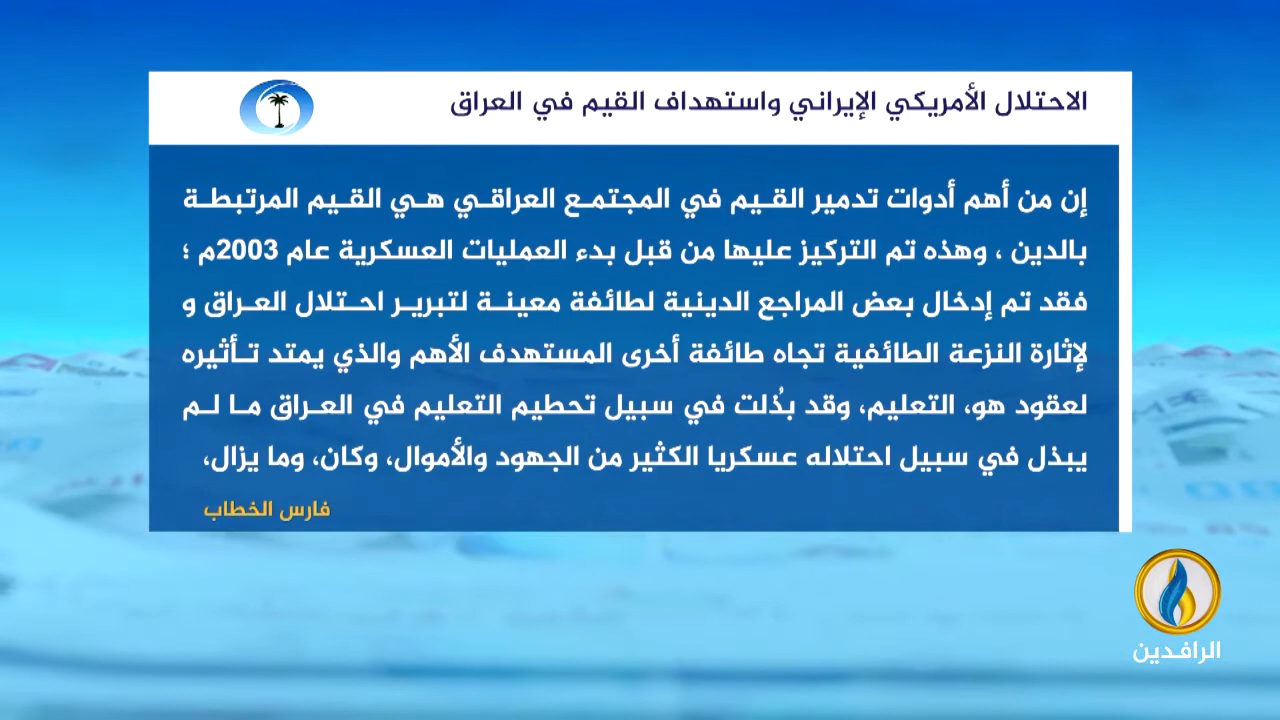 الاحتلال الأمريكي الإيراني واستهداف القيم في العراق
إن من أهم أدوات تدمير القيم في المجتمع العراقي هي القيم المرتبطة
بالدين ، وهذه تم التركيز عليها من قبل بدء العمليات العسكرية عام 2003م ؛
فقد تم إدخال بعض المراجع الدينية لطائفة معينة لتبرير احتلال العراق و
لإثارة النزعة الطائفية تجاه طائفة أخرى المستهدف الأهم والذي يمتد تأثيره
لعقود هو، التعليم، وقد بُذلت في سبيل تحطيم التعليم في العراق ما لم
يبذل في سبيل احتلاله عسكريا الكثير من الجهود والأموال، وكان، وما يزال،
فارس الخطاب
الرافدين